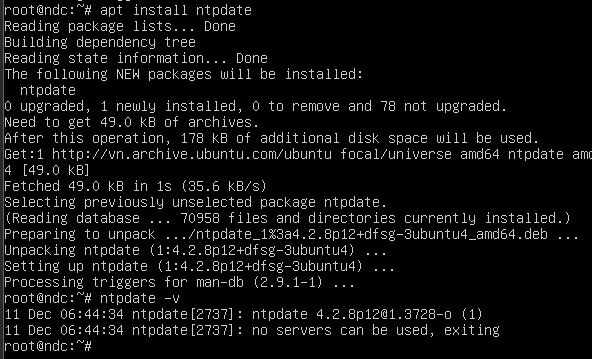 root@ndc:~# apt install ntpdate
Reading package lists... Done
Building dependency tree
Reading state information... Done
The following NEW packages will be installed:
  ntpdate
0 upgraded, 1 newly installed, 0 to remove and 78 not upgraded.
Need to get 49.0 kB of archives.
After this operation, 178 kB of additional disk space will be used.
Get:1 http://vn.archive.ubuntu.com/ubuntu focal/universe amd64 ntpdate amd
4 [49.0 kB]
Fetched 49.0 kB in 1s (35.6 kB/s)
Selecting previously unselected package ntpdate.
(Reading database ... 70958 files and directories currently installed.)
Preparing to unpack .../ntpdate_1%3a4.2.8p12+dfsg-3ubuntu4_amd64.deb ...
Unpacking ntpdate (1:4.2.8p12+dfsg-3ubuntu4) ...
Setting up ntpdate (1:4.2.8p12+dfsg-3ubuntu4) ...
Processing triggers for man-db (2.9.1-1) ...
root@ndc:~# ntpdate -v
11 Dec 06:44:34 ntpdate[2737]: ntpdate 4.2.8p12@1.3728-o (1)
11 Dec 06:44:34 ntpdate[2737]: no servers can be used, exiting
root@ndc:~#